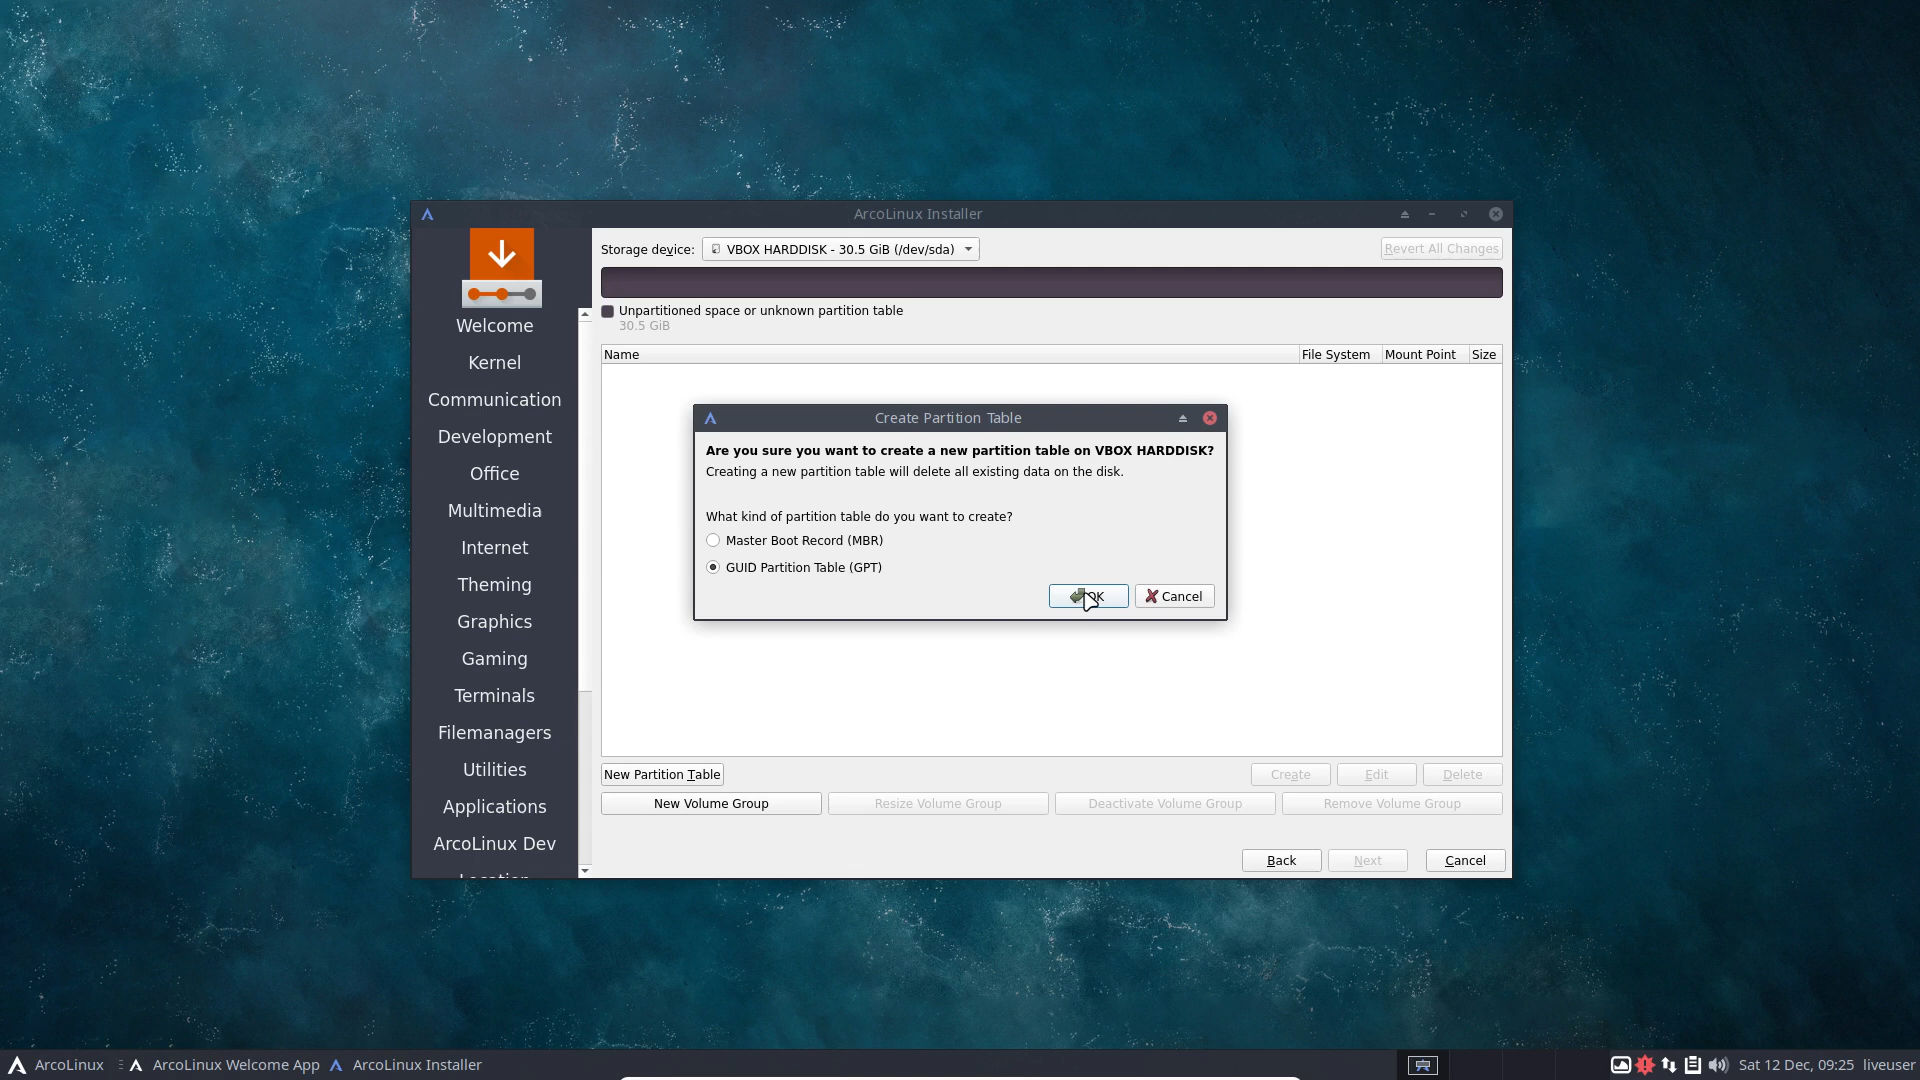 ArcoLinux Installer
Storage device:
VBOX HARDDISK - 30.5 GiB (/dev/sda)
Revert All Changes
Unpartitioned space or unknown partition table
30.5 GiB
Name
File System
Mount Point
Size
Welcome
Kernel
Communication
Development
Office
Multimedia
Internet
Theming
Graphics
Gaming
Terminals
Filemanagers
Utilities
Applications
ArcoLinux Dev
Location
Create Partition Table
Are you sure you want to create a new partition table on VBOX HARDDISK?
Creating a new partition table will delete all existing data on the disk.
What kind of partition table do you want to create?
Master Boot Record (MBR)
GUID Partition Table (GPT)
OK
Cancel
New Partition Table
Create
Edit
Delete
New Volume Group
Resize Volume Group
Deactivate Volume Group
Remove Volume Group
Back
Next
Cancel
ArcoLinux
ArcoLinux Welcome App
ArcoLinux Installer
Sat 12 Dec, 09:25
liveuser